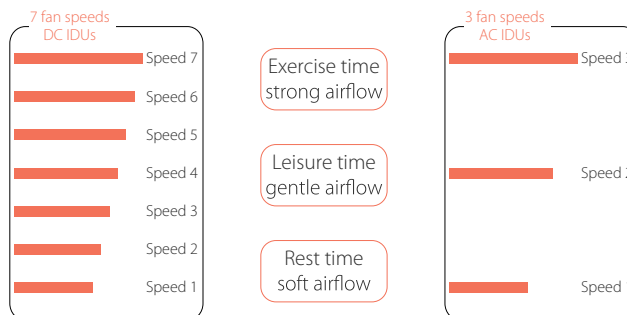 7 fan speeds
DC IDUs
Speed 7
Speed 6
Speed 5
Speed 4
Speed 3
Speed 2
Speed 1
Exercise time
strong airflow
Leisure time
gentle airflow
Rest time
soft airflow
3 fan speeds
AC IDUs
Speed 3
Speed 2
Speed